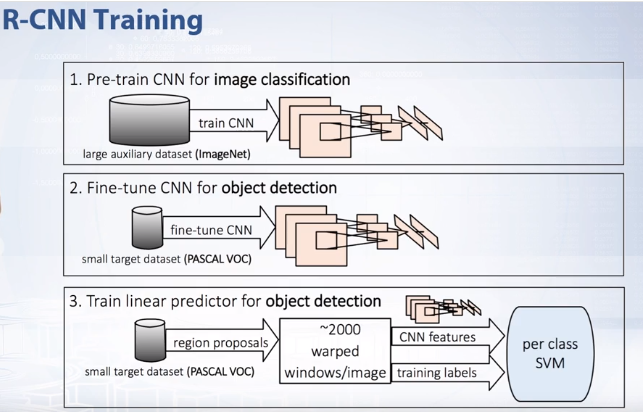 R-CNN Training
1. Pre-train CNN for image classification
train CNN
large auxiliary dataset (ImageNet)
2. Fine-tune CNN for object detection
fine-tune CNN
small target dataset (PASCAL VOC)
3. Train linear predictor for object detection
region proposals
~2000
warped
windows/image
CNN features
training labels
per class
SVM
small target dataset (PASCAL VOC)